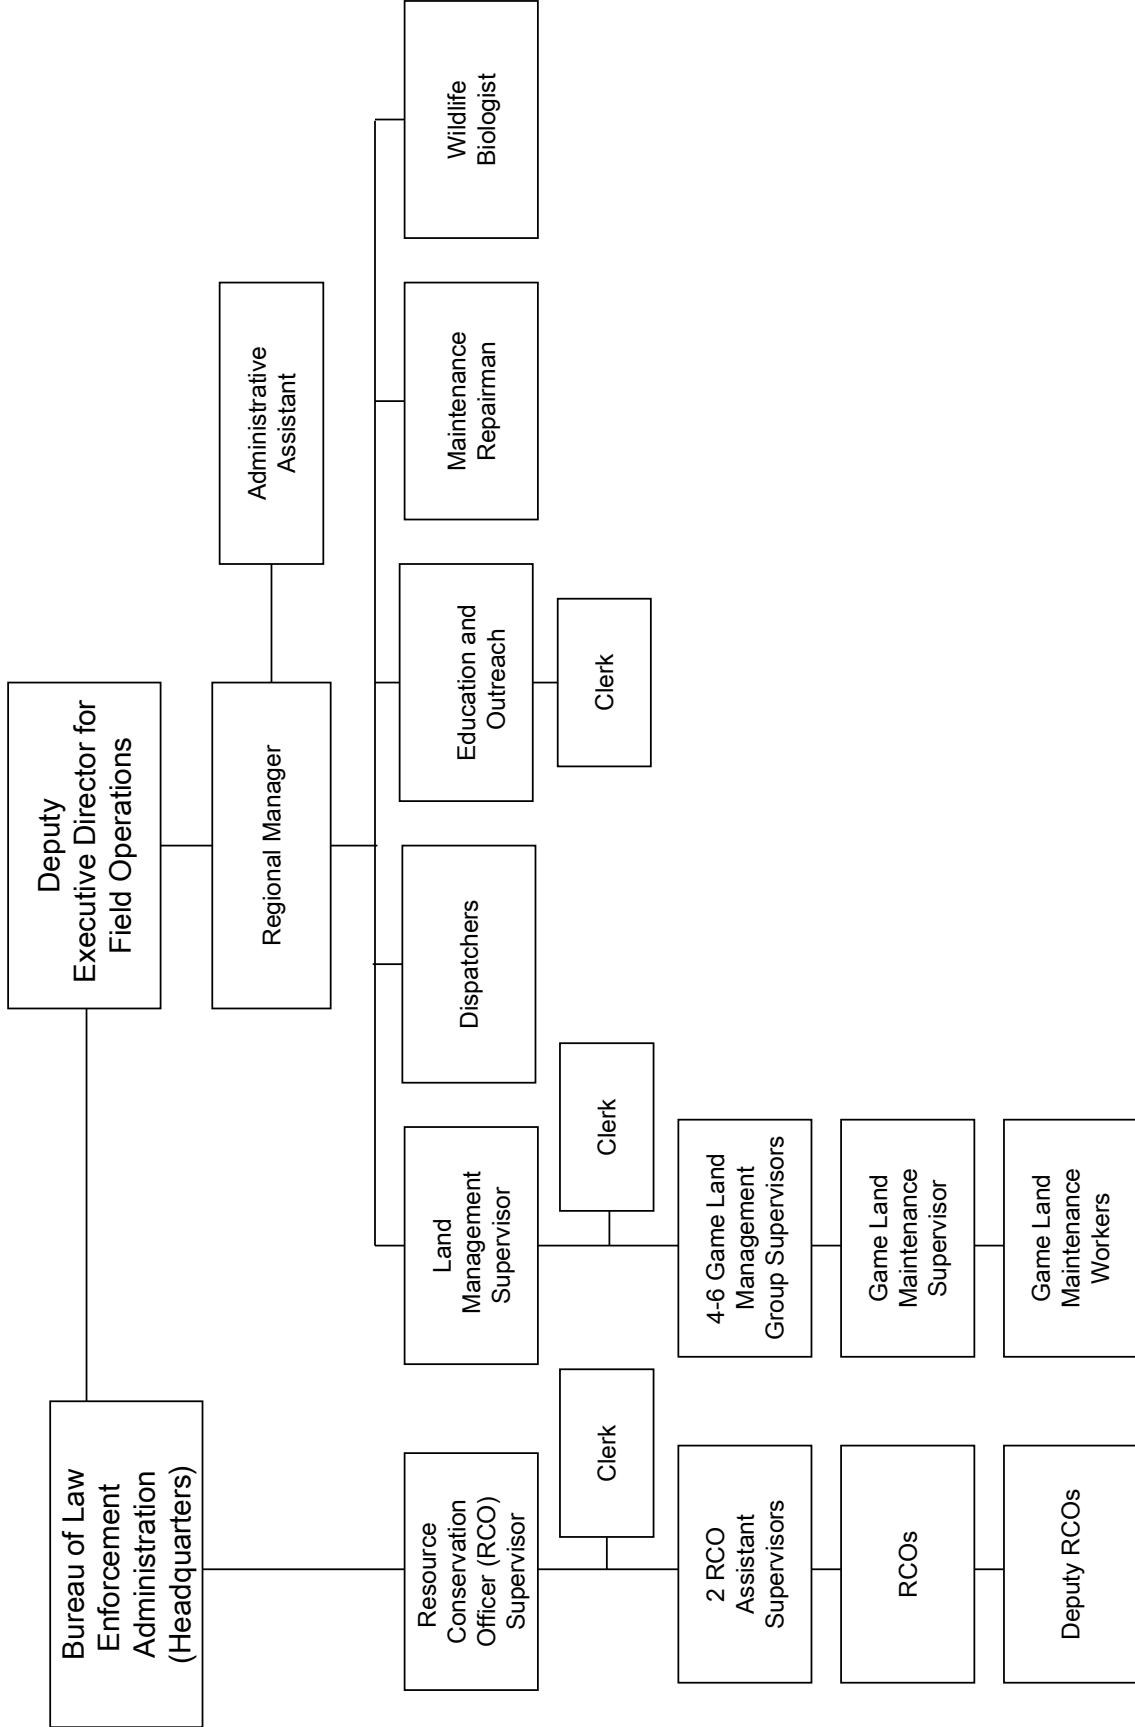 Deputy
Executive Director for
Field Operations
Bureau of Law
Enforcement
Administration
(Headquarters)
Regional Manager
Administrative
Assistant
Resource
Conservation
Officer (RCO)
Supervisor
Land
Management
Supervisor
Dispatchers
Education and
Outreach
Maintenance
Repairman
Wildlife
Biologist
Clerk
Clerk
Clerk
2 RCO
Assistant
Supervisors
4-6 Game Land
Management
Group Supervisors
RCOs
Game Land
Maintenance
Supervisor
Deputy RCOs
Game Land
Maintenance
Workers